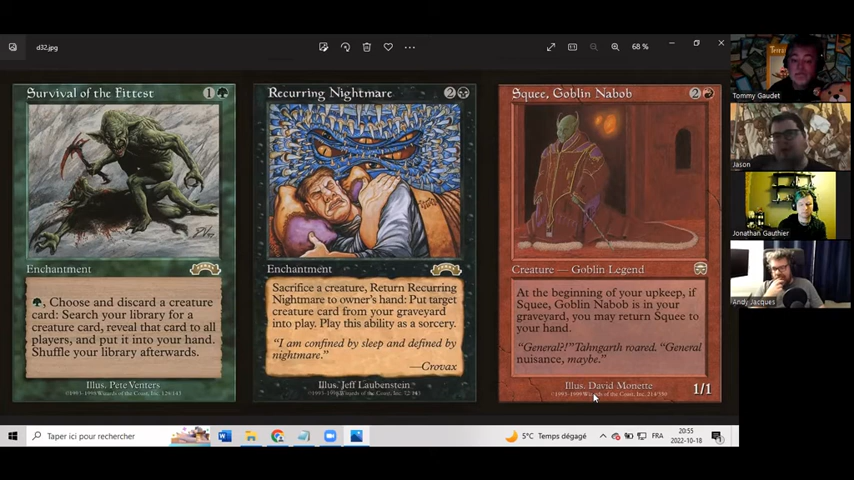 d32.jpg
68 %
Survival of the Fittest
1
Enchantment
, Choose and discard a creature
card: Search your library for a
creature card, reveal that card to all
players, and put it into your hand.
Shuffle your library afterwards.
Illus. Pete Venters
Recurring Nightmare
2
Enchantment
Sacrifice a creature, Return Recurring
Nightmare to owner's hand: Put target
creature card from your graveyard
into play. Play this ability as a sorcery.
"I am confined by sleep and defined by
nightmare."
—Crovax
Illus. Jeff Laubenstein
Squee, Goblin Nabob
2
Creature — Goblin Legend
At the beginning of your upkeep, if
Squee, Goblin Nabob is in your
graveyard, you may return Squee to
your hand.
"General?!" Tahngarth roared. "General
nuisance, maybe."
Illus. David Monette
1/1
Tommy Gaudet
Jason
Jonathan Gauthier
Andy Jacques
Taper ici pour rechercher
5°C Temps dégagé
FRA
20:55
2022-10-18